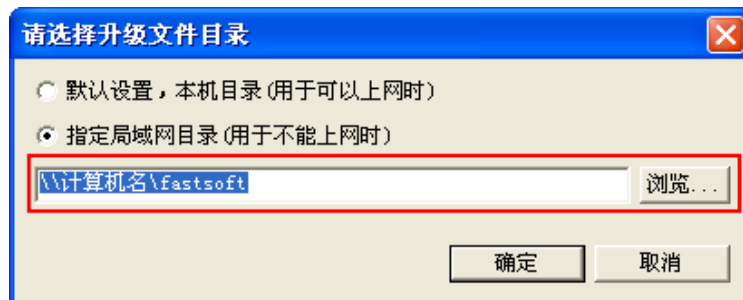 请选择升级文件目录
默认设置，本机目录(用于可以上网时)
指定局域网目录(用于不能上网时)
\\计算机名\fastsoft
浏览...
确定
取消